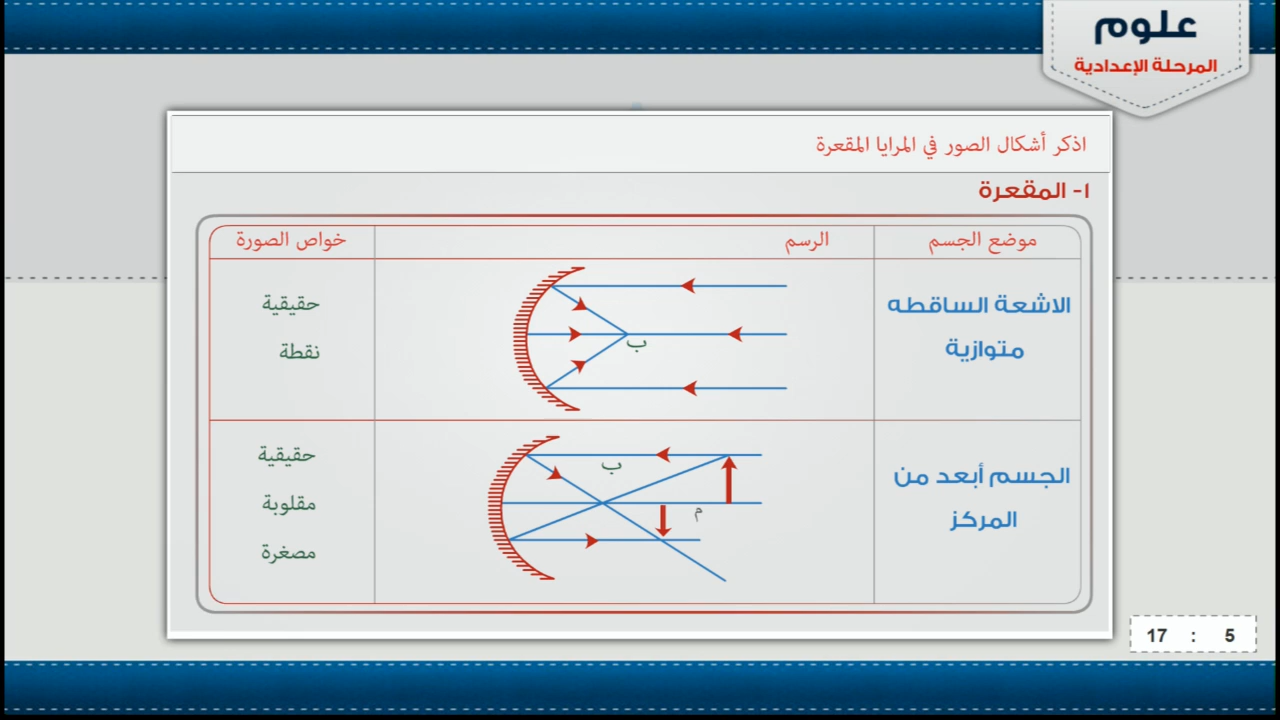 علوم
المرحلة الإعدادية
اذكر أشكال الصور في المرايا المقعرة
١- المقعرة
موضع الجسم
الرسم
خواص الصورة
الاشعة الساقطه
متوازية
ب
حقيقية
نقطة
الجسم أبعد من
المركز
ب
م
حقيقية
مقلوبة
مصغرة
17 : 5